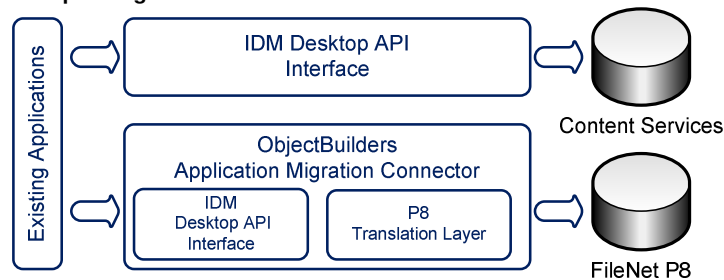 Existing Applications
IDM Desktop API
Interface
Content Services
ObjectBuilders
Application Migration Connector
IDM
Desktop API
Interface
P8
Translation Layer
FileNet P8